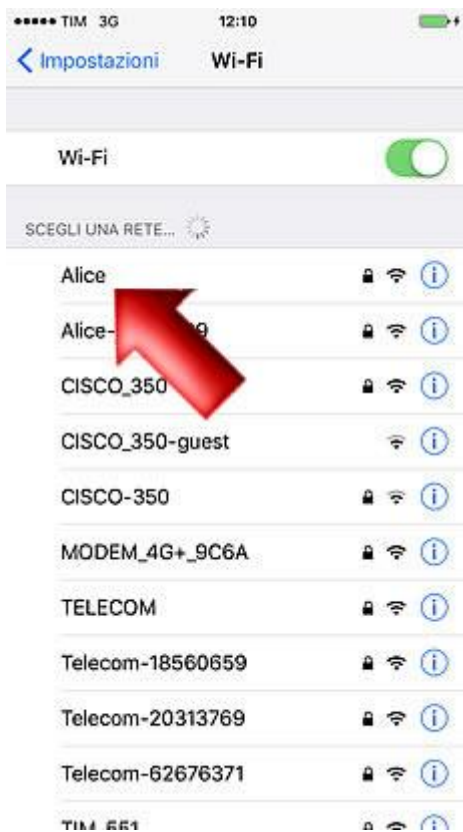 TIM 3G 12:10
Impostazioni Wi-Fi
Wi-Fi
SCEGLI UNA RETE...
Alice
Alice-
CISCO_350
CISCO_350-guest
CISCO-350
MODEM_4G+_9C6A
TELECOM
Telecom-18560659
Telecom-20313769
Telecom-62676371
TIM_551